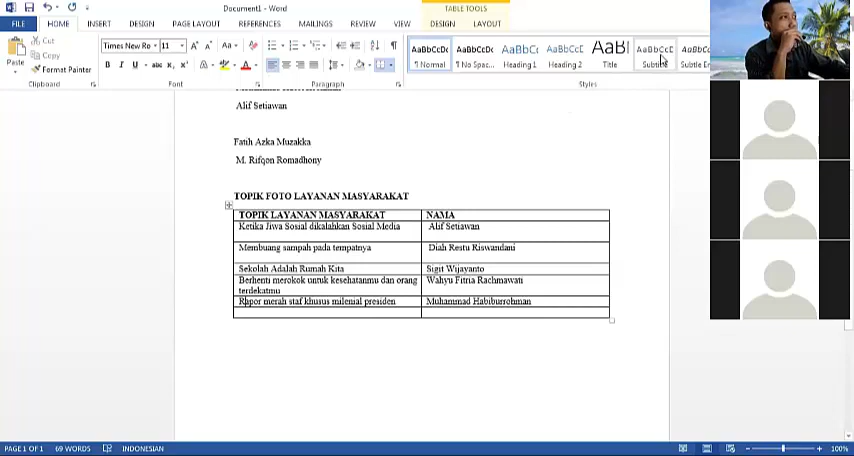 Document1 - Word
TABLE TOOLS
FILE HOME INSERT DESIGN PAGE LAYOUT REFERENCES MAILINGS REVIEW VIEW DESIGN LAYOUT
Cut
Copy
Format Painter
Paste
Clipboard
Times New Ro 11
Font
Paragraph
AaBbCcDc AaBbCcDc AaBbCc AaBbCcC AaBl AaBbCcD AaBbCc
¶ Normal ¶ No Spac... Heading 1 Heading 2 Title Subtitle Subtle Em
Styles
Alif Setiawan
Fatih Azka Muzakka
M. Rifqon Romadhony
TOPIK FOTO LAYANAN MASYARAKAT
TOPIK LAYANAN MASYARAKAT NAMA
Ketika Jiwa Sosial dikalahkan Sosial Media Alif Setiawan
Membuang sampah pada tempatnya Diah Restu Riswandani
Sekolah Adalah Rumah Kita Sigit Wijayanto
Berhenti merokok untuk kesehatanmu dan orang Wahyu Fitria Rachmawati
terdekatmu
Rapor merah staf khusus milenial presiden Muhammad Habiburrohman
PAGE 1 OF 1 69 WORDS INDONESIAN 100%